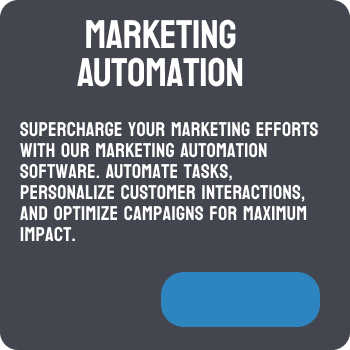 MARKETING
AUTOMATION
SUPERCHARGE YOUR MARKETING EFFORTS
WITH OUR MARKETING AUTOMATION
SOFTWARE. AUTOMATE TASKS,
PERSONALIZE CUSTOMER INTERACTIONS,
AND OPTIMIZE CAMPAIGNS FOR MAXIMUM
IMPACT.